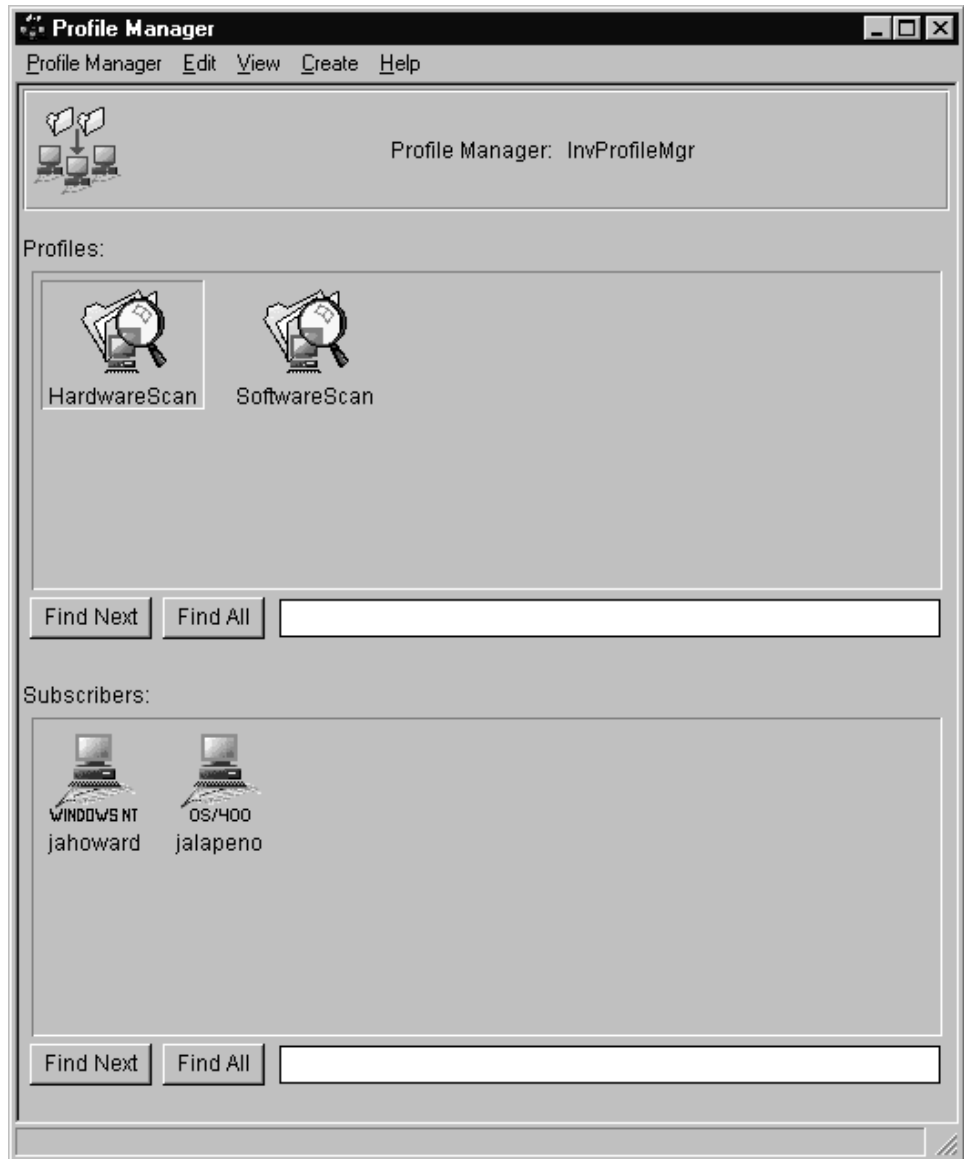 Profile Manager
Profile Manager Edit View Create Help
Profile Manager: InvProfileMgr
Profiles:
HardwareScan SoftwareScan
Find Next Find All
Subscribers:
WINDOWS NT OS/400
jahoward jalapeno
Find Next Find All